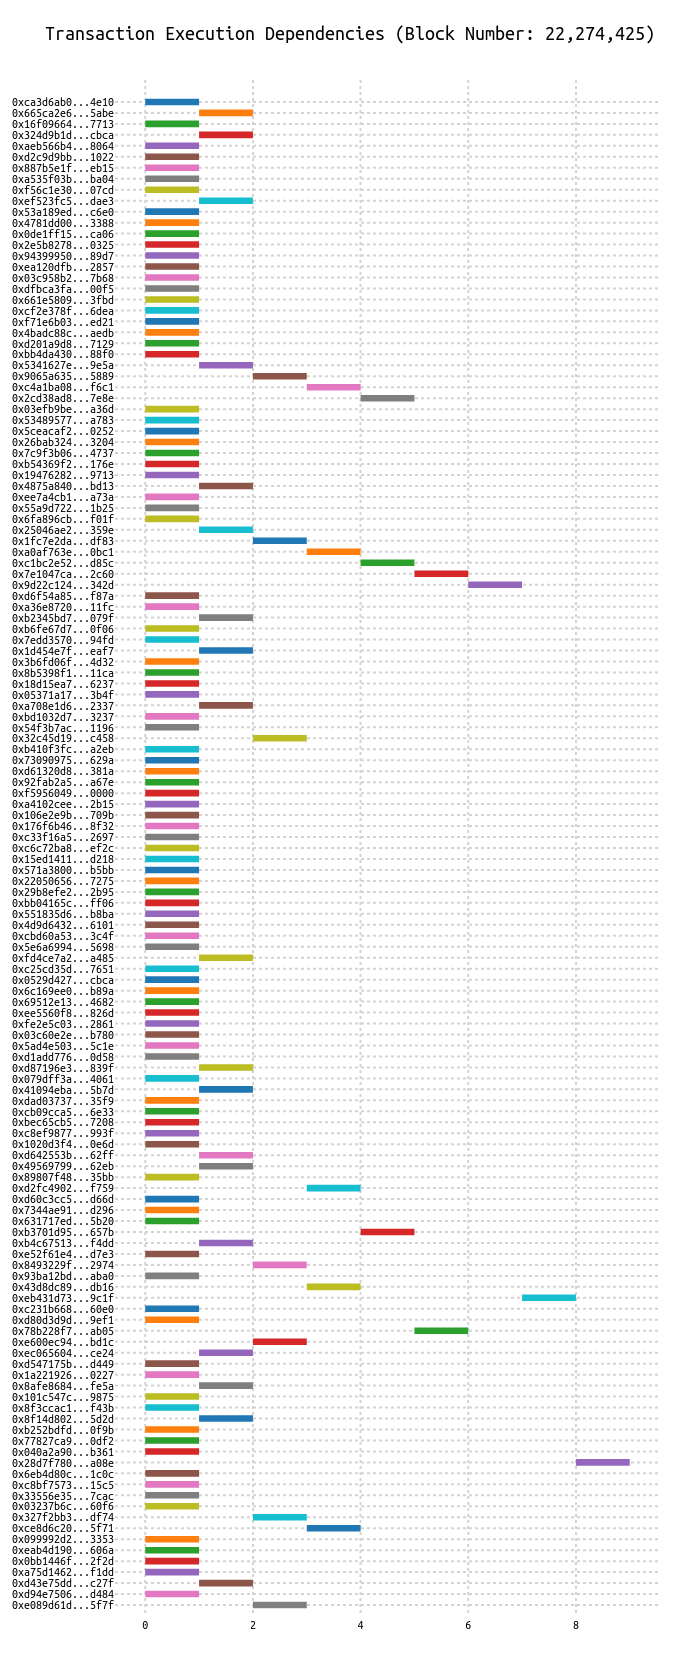 Transaction Execution Dependencies (Block Number: 22,274,425)
0xca3d6ab0...4e10
0x665ca2e6...5abe
0x16f09664...7713
0x324d9b1d...cbca
0xaeb566b4...8064
0xd2c9d9bb...1022
0x887b5e1f...eb15
0xa535f03b...ba04
0xf56c1e30...07cd
0xef523fc5...dae3
0x53a189ed...c6e0
0x4781dd00...3388
0x0de1ff15...ca06
0x2e5b8278...0325
0x94399950...89d7
0xea120dfb...2857
0x03c958b2...7b68
0xdfbca3fa...00f5
0x661e5809...3fbd
0xcf2e378f...6dea
0xf71e6b03...ed21
0x4badc88c...aedb
0xd201a9d8...7129
0xbb4da430...88f0
0x5341627e...9e5a
0x9065a635...5889
0xc4a1ba08...f6c1
0x2cd38ad8...7e8e
0x03efb9be...a36d
0x53489577...a783
0x5ceacaf2...0252
0x26bab324...3204
0x7c9f3b06...4737
0xb54369f2...176e
0x19476282...9713
0x4875a840...bd13
0xee7a4cb1...a73a
0x55a9d722...1b25
0x6fa896cb...f01f
0x25046ae2...359e
0x1fc7e2da...df83
0xa0af763e...0bc1
0xc1bc2e52...d85c
0x7e1047ca...2c60
0x9d22c124...342d
0xd6f54a85...f87a
0xa36e8720...11fc
0xb2345bd7...079f
0xb6fe67d7...0f06
0x7edd3570...94fd
0x1d454e7f...eaf7
0x3b6fd06f...4d32
0x8b5398f1...11ca
0x18d15ea7...6237
0x05371a17...3b4f
0xa708e1d6...2337
0xbd1032d7...3237
0x54f3b7ac...1196
0x32c45d19...c458
0xb410f3fc...a2eb
0x73090975...629a
0xd61320d8...381a
0x92fab2a5...a67e
0xf5956049...0000
0xa4102cee...2b15
0x106e2e9b...709b
0x176f6b46...8f32
0xc33f16a5...2697
0xc6c72ba8...ef2c
0x15ed1411...d218
0x571a3800...b5bb
0x22050656...7275
0x29b8efe2...2b95
0xbb04165c...ff06
0x551835d6...b8ba
0x4d9d6432...6101
0xcbd60a53...3c4f
0x5e6a6994...5698
0xfd4ce7a2...a485
0xc25cd35d...7651
0x0529d427...cbca
0x6c169ee0...b89a
0x69512e13...4682
0xee5560f8...826d
0xfe2e5c03...2861
0x03c60e2e...b780
0x5ad4e503...5c1e
0xd1add776...0d58
0xd87196e3...839f
0x079dff3a...4061
0x41094eba...5b7d
0xdad03737...35f9
0xcb09cca5...6e33
0xbec65cb5...7208
0xc8ef9877...993f
0x1020d3f4...0e6d
0xd642553b...62ff
0x49569799...62eb
0x89807f48...35bb
0xd2fc4902...f759
0xd60c3cc5...d66d
0x7344ae91...d296
0x631717ed...5b20
0xb3701d95...657b
0xb4c67513...f4dd
0xe52f61e4...d7e3
0x8493229f...2974
0x93ba12bd...aba0
0x43d8dc89...db16
0xeb431d73...9c1f
0xc231b668...60e0
0xd80d3d9d...9ef1
0x78b228f7...ab05
0xe600ec94...bd1c
0xec065604...ce24
0xd547175b...d449
0x1a221926...0227
0x8afe8684...fe5a
0x101c547c...9875
0x8f3ccac1...f43b
0x8f14d802...5d2d
0xb252bdfd...0f9b
0x77827ca9...0df2
0x040a2a90...b361
0x28d7f780...a08e
0x6eb4d80c...1c0c
0xc8bf7573...15c5
0x33556e35...7cac
0x03237b6c...60f6
0x327f2bb3...df74
0xce8d6c20...5f71
0x099992d2...3353
0xeab4d190...606a
0x0bb1446f...2f2d
0xa75d1462...f1dd
0xd43e75dd...c27f
0xd94e7506...d484
0xe089d61d...5f7f
0 2 4 6 8